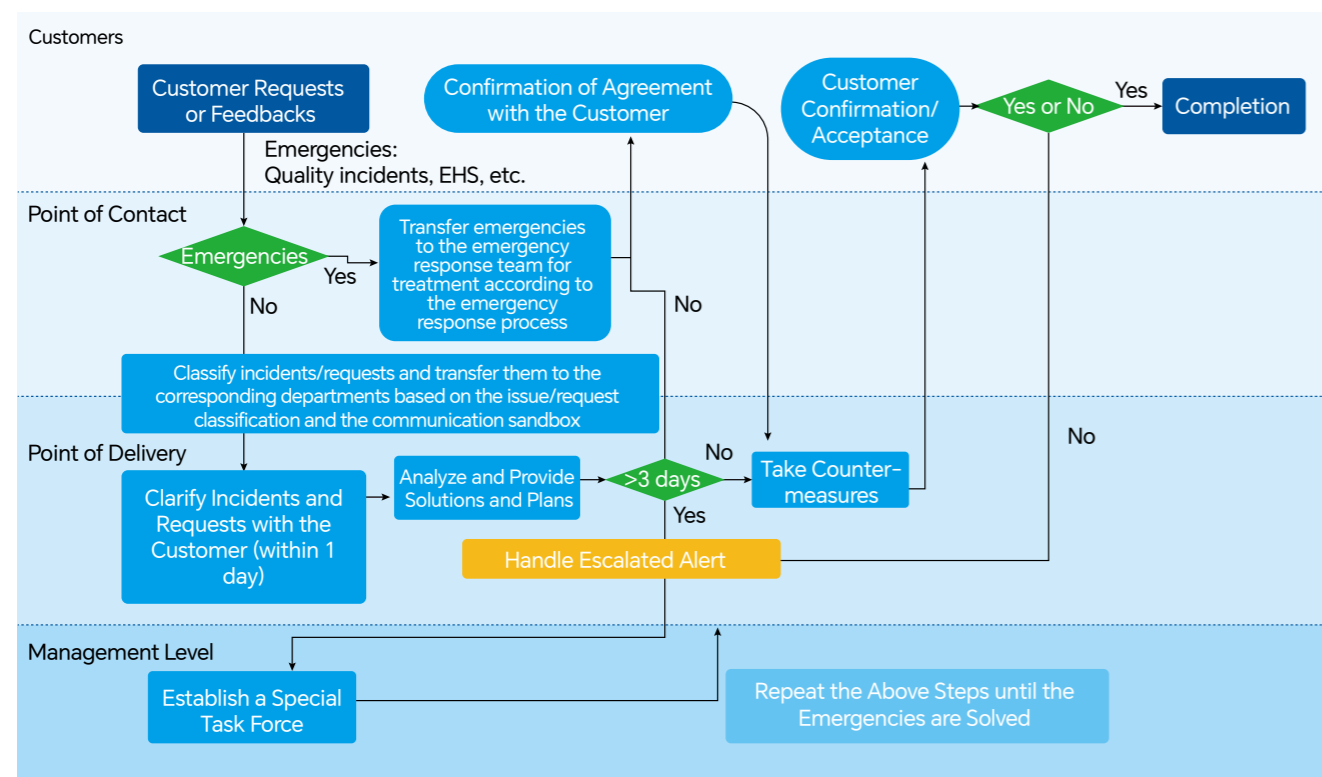 Customers
Customer Requests
or Feedbacks
Confirmation of Agreement
with the Customer
Customer
Confirmation/
Acceptance
Yes or No
Yes
Completion
Emergencies:
Quality incidents, EHS, etc.
Point of Contact
Emergencies
Yes
No
Transfer emergencies
to the emergency
response team for
treatment according to
the emergency
response process
No
Classify incidents/requests and transfer them to the
corresponding departments based on the issue/request
classification and the communication sandbox
No
Point of Delivery
Clarify Incidents and
Requests with the
Customer (within 1
day)
Analyze and Provide
Solutions and Plans
>3 days
No
Yes
Take Counter-
measures
Handle Escalated Alert
Management Level
Establish a Special
Task Force
Repeat the Above Steps until the
Emergencies are Solved